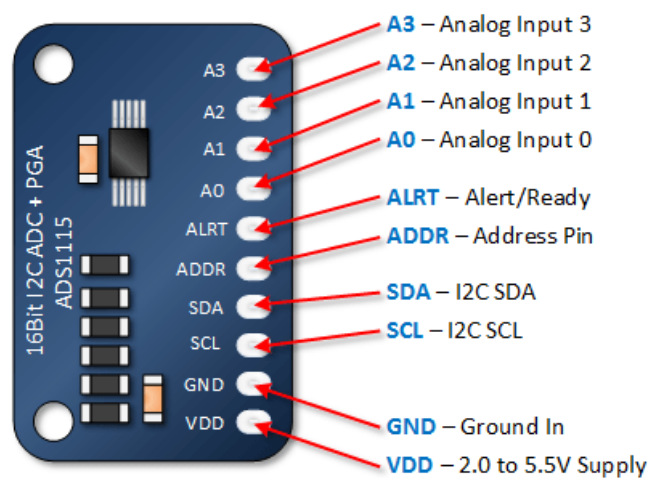 A3 – Analog Input 3
A2 – Analog Input 2
A1 – Analog Input 1
A0 – Analog Input 0
ALRT – Alert/Ready
ADDR – Address Pin
SDA – I2C SDA
SCL – I2C SCL
GND – Ground In
VDD – 2.0 to 5.5V Supply
A3
A2
A1
A0
ALRT
ADDR
SDA
SCL
GND
VDD
16Bit I2C ADC + PGA
ADS1115